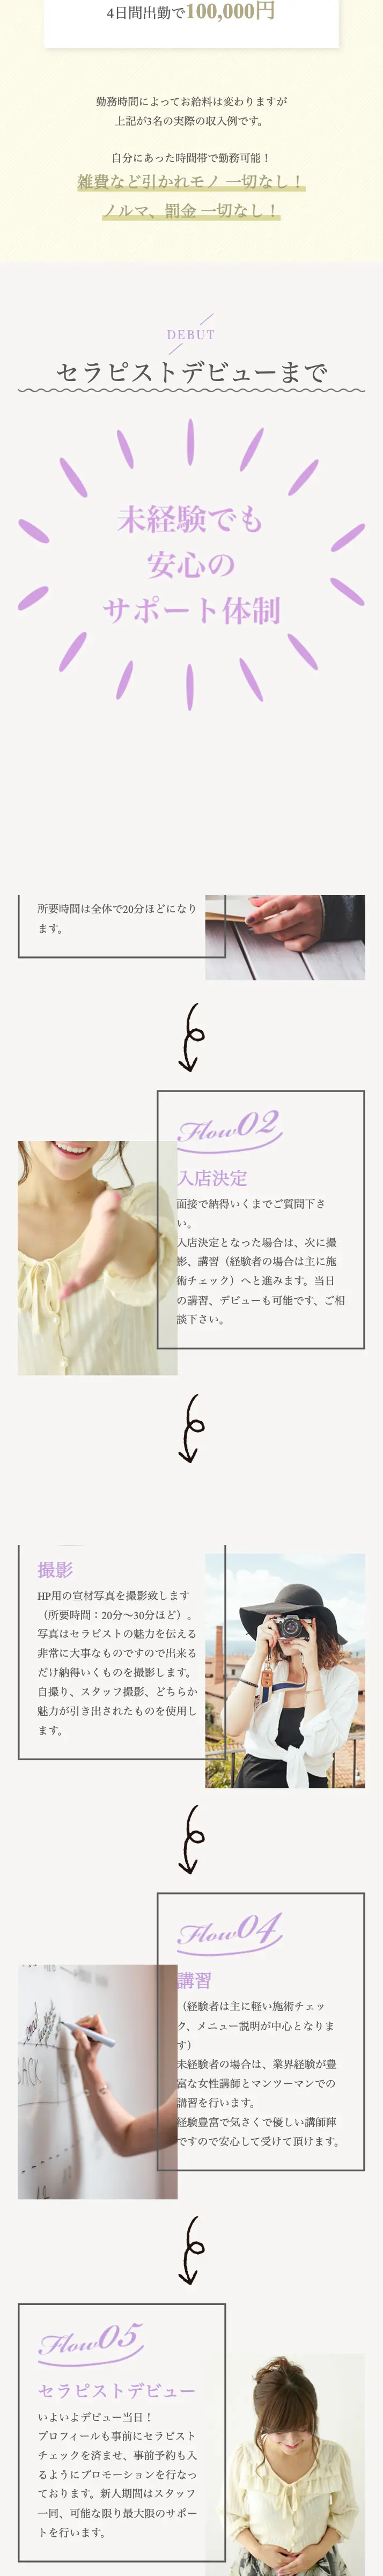 4日間出勤で100,000円
勤務時間によってお給料は変わりますが
上記が3名の実際の収入例です。
自分にあった時間帯で勤務可能！
雑費など引かれモノ 一切なし！
ノルマ、罰金 一切なし！
DEBUT
セラピストデビューまで
未経験でも
安心の
サポート体制
所要時間は全体で20分ほどになり
ます。
Flow02
入店決定
面接で納得いくまでご質問下さ
い。
入店決定となった場合は、次に撮
影、講習（経験者の場合は主に施
術チェック）へと進みます。当日
の講習、デビューも可能です、ご相
談下さい。
撮影
HP用の宣材写真を撮影致します
（所要時間：20分〜30分ほど）。
写真はセラピストの魅力を伝える
非常に大事なものですので出来る
だけ納得いくものを撮影します。
自撮り、スタッフ撮影、どちらか
魅力が引き出されたものを使用し
ます。
Flow04
講習
（経験者は主に軽い施術チェッ
ク、メニュー説明が中心となりま
す）
未経験者の場合は、業界経験が豊
富な女性講師とマンツーマンでの
講習を行います。
経験豊富で気さくで優しい講師陣
ですので安心して受けて頂けます。
Flow05
セラピストデビュー
いよいよデビュー当日！
プロフィールも事前にセラピスト
チェックを済ませ、事前予約も入
るようにプロモーションを行なっ
ております。新人期間はスタッフ
一同、可能な限り最大限のサポー
トを行います。